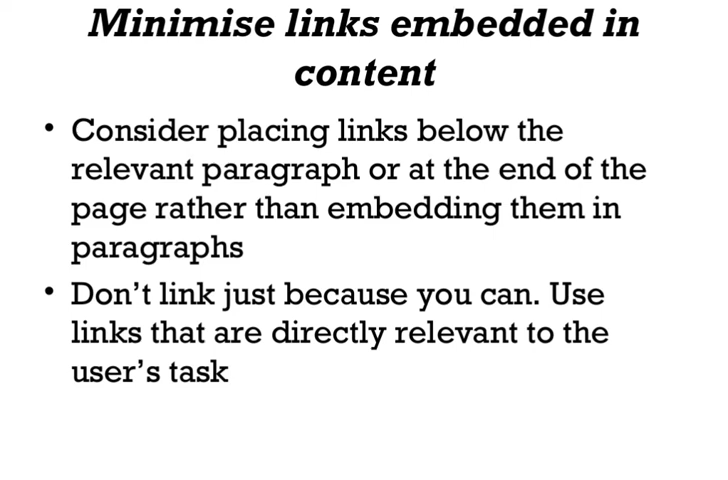 Minimise links embedded in
content
• Consider placing links below the
relevant paragraph or at the end of the
page rather than embedding them in
paragraphs
• Don’t link just because you can. Use
links that are directly relevant to the
user’s task